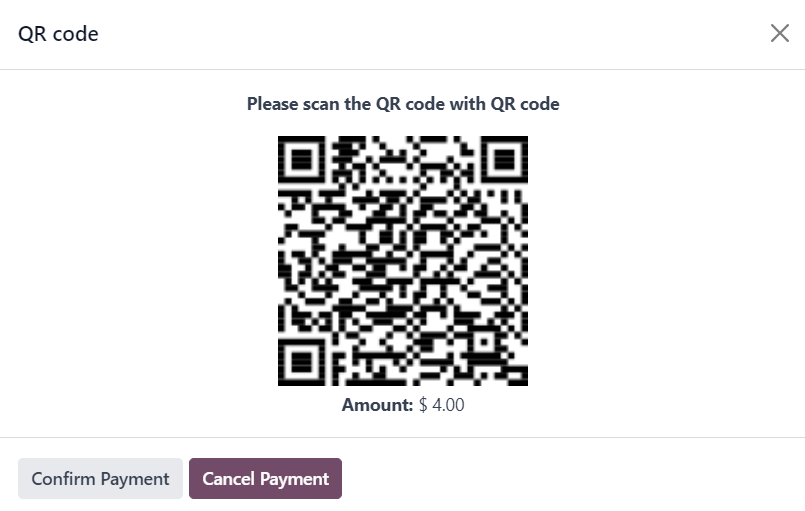 QR code
Please scan the QR code with QR code
Amount: $ 4.00
Confirm Payment
Cancel Payment